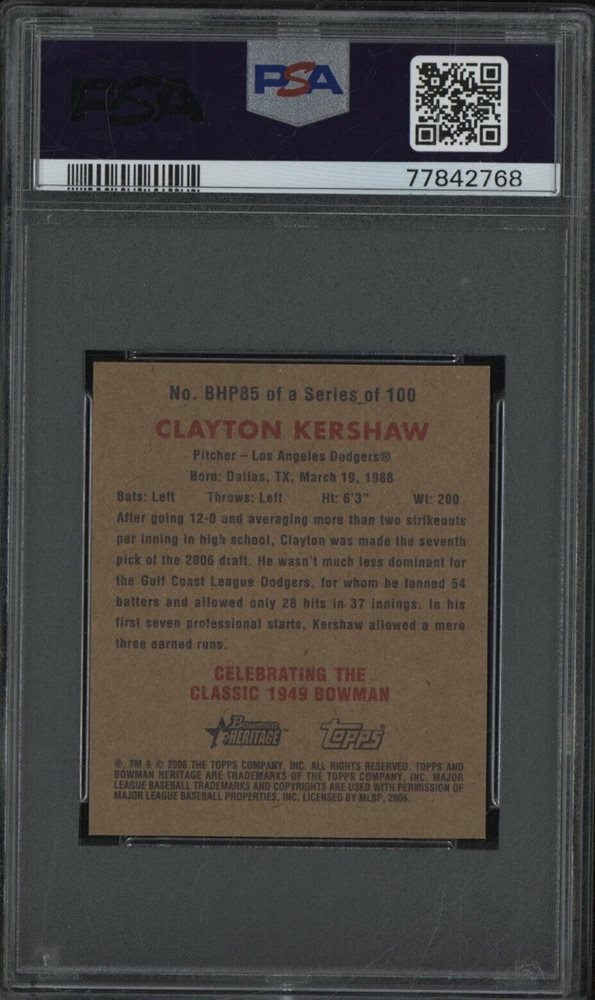 PSA
PSA
77842768
No. BHP85 of a Series of 100
CLAYTON KERSHAW
Pitcher – Los Angeles Dodgers®
Born: Dallas, TX, March 19, 1988
Bats: Left Throws: Left Ht: 6'3" Wt: 200
After going 12-0 and averaging more than two strikeouts
per inning in high school, Clayton was made the seventh
pick of the 2006 draft. He wasn't much less dominant for
the Gulf Coast League Dodgers, for whom he fanned 54
batters and allowed only 28 hits in 37 innings. In his
first seven professional starts, Kershaw allowed a mere
three earned runs.
CELEBRATING THE
CLASSIC 1949 BOWMAN
Bowman
HERITAGE
TOPPS
®, TM & © 2006 THE TOPPS COMPANY, INC. ALL RIGHTS RESERVED. TOPPS AND
BOWMAN HERITAGE ARE TRADEMARKS OF THE TOPPS COMPANY, INC. MAJOR
LEAGUE BASEBALL TRADEMARKS AND COPYRIGHTS ARE USED WITH PERMISSION OF
MAJOR LEAGUE BASEBALL PROPERTIES, INC. LICENSED BY MLBP, 2006.